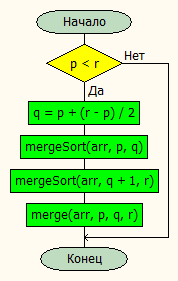 Начало
p < r
Нет
Да
q = p + (r - p) / 2
mergeSort(arr, p, q)
mergeSort(arr, q + 1, r)
merge(arr, p, q, r)
Конец